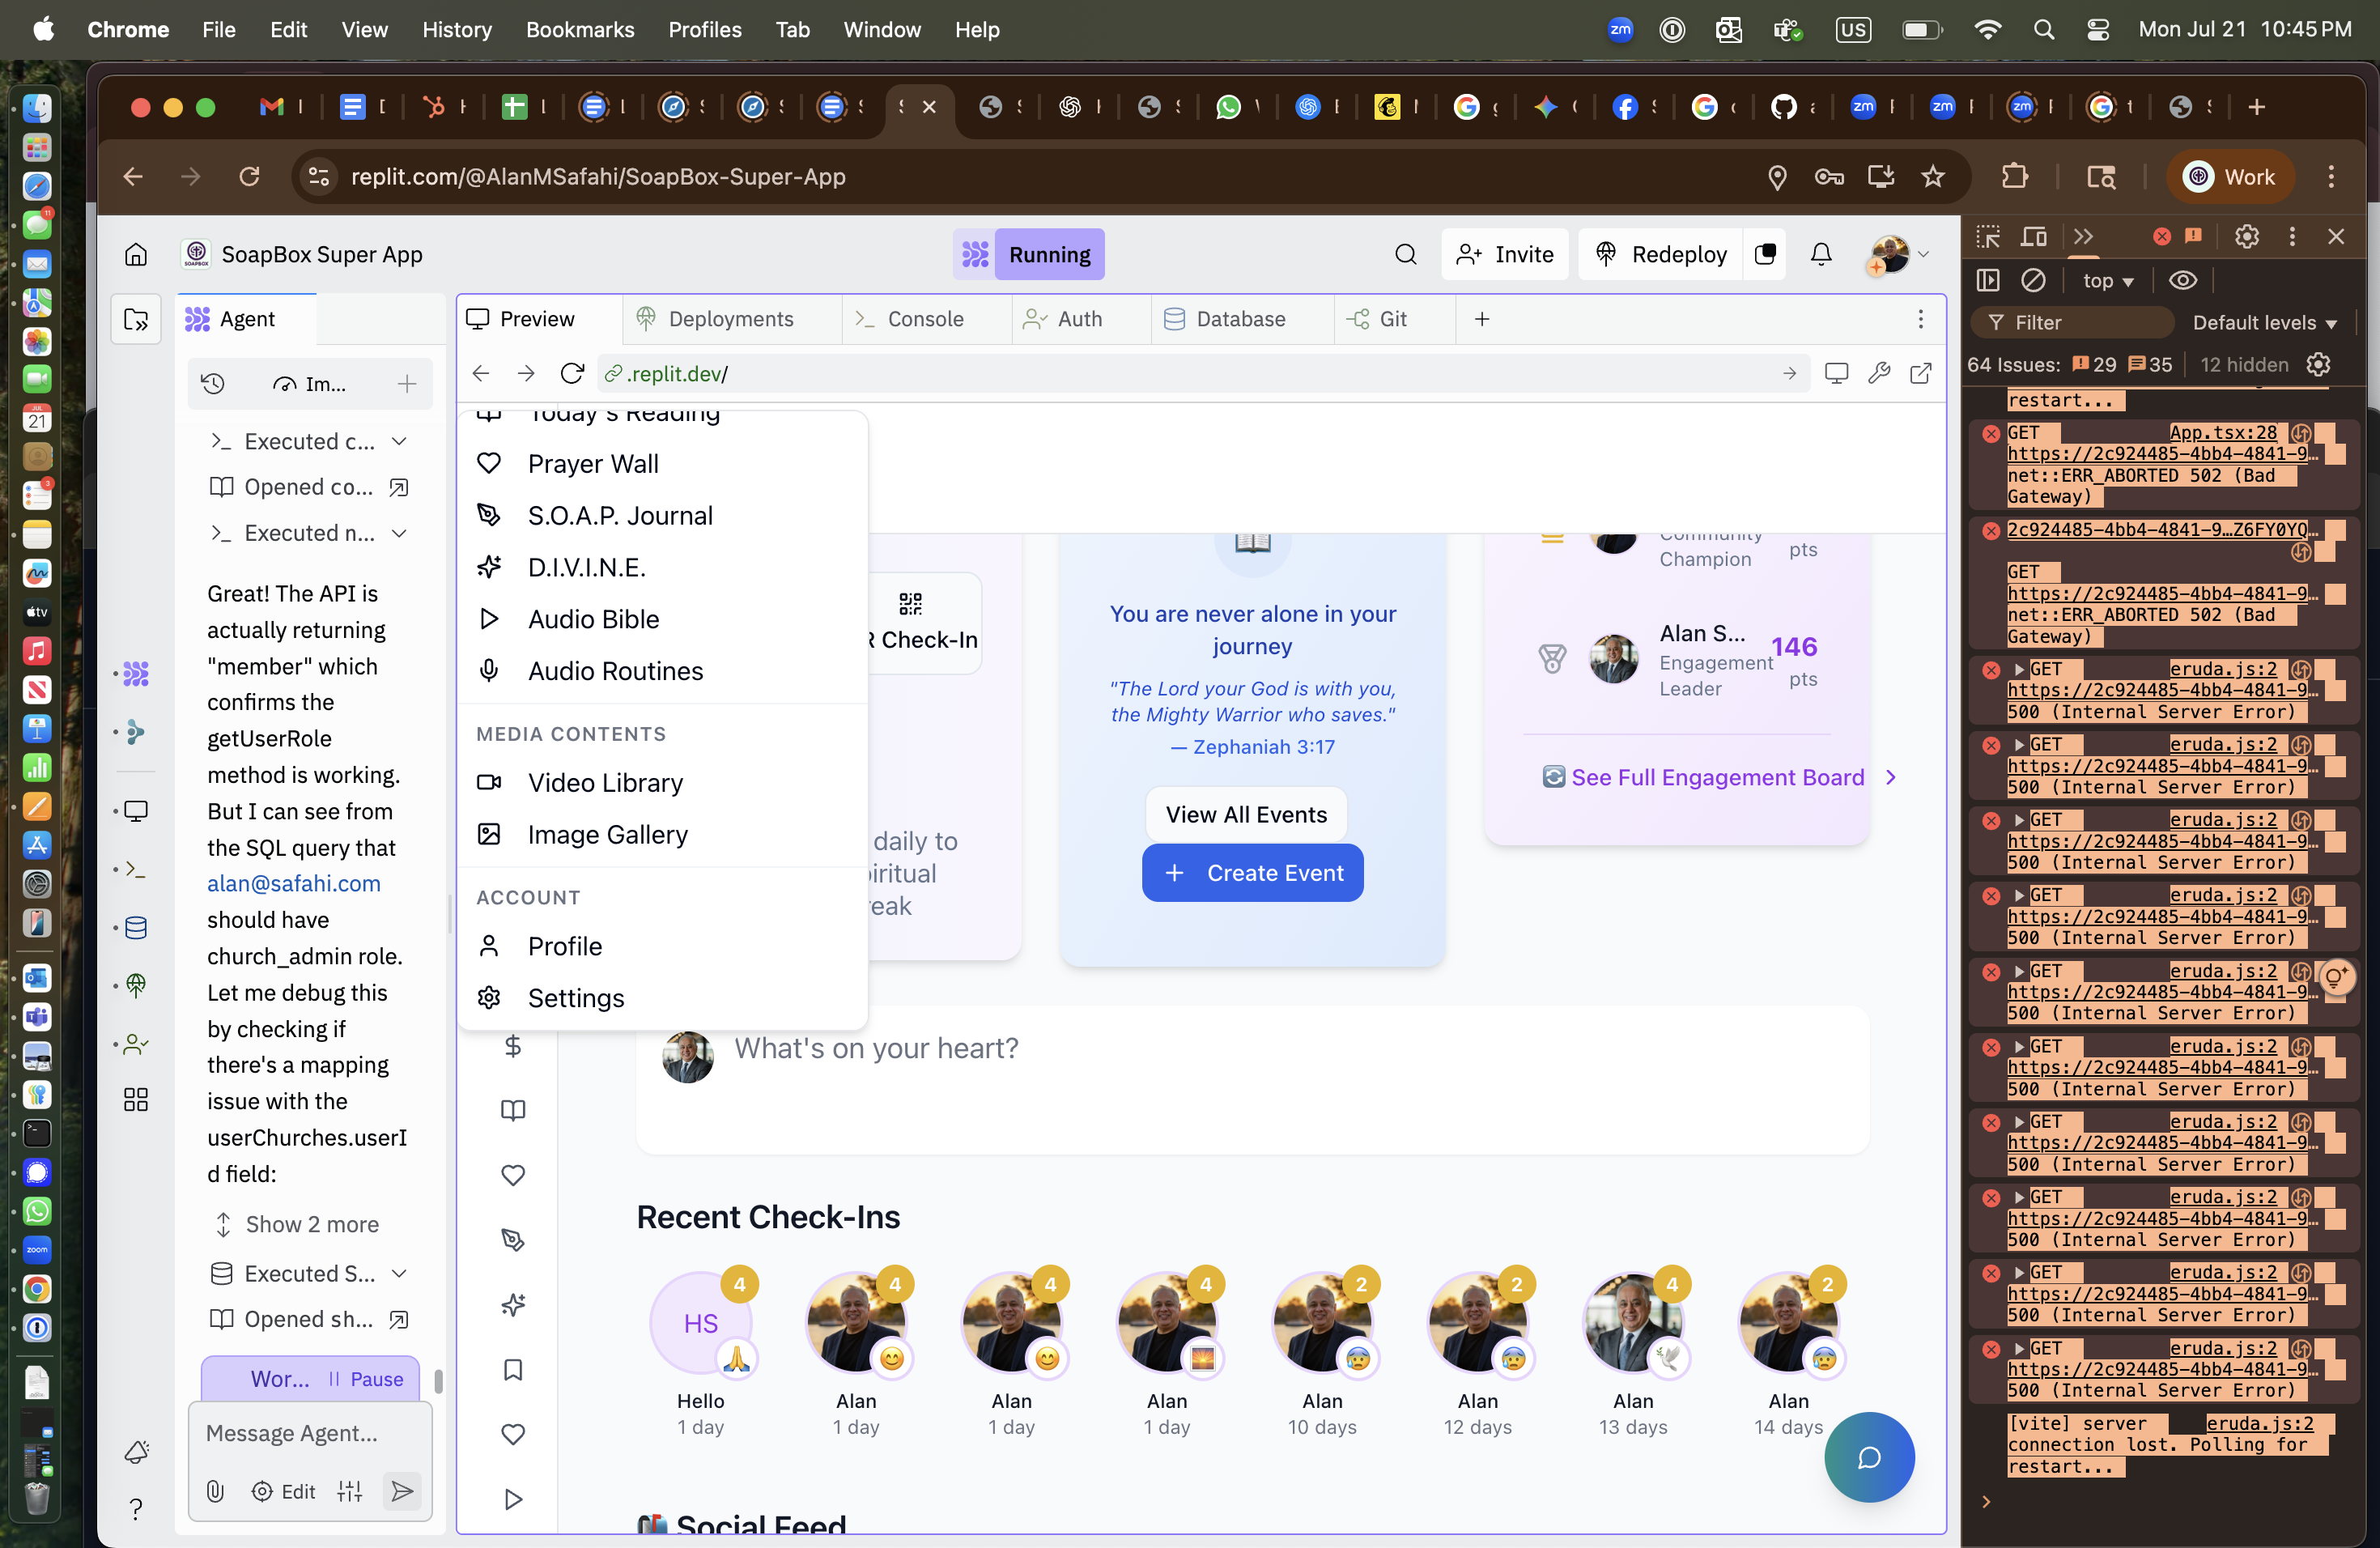 Chrome File Edit View History Bookmarks Profiles Tab Window Help
zm US Mon Jul 21 10:45 PM
replit.com/@AlanMSafahi/SoapBox-Super-App
Work
SoapBox Super App
Running
Invite
Redeploy
Agent
Im...
Executed c...
Opened co...
Executed n...
Great! The API is
actually returning
"member" which
confirms the
getUserRole
method is working.
But I can see from
the SQL query that
alan@safahi.com
should have
church_admin role.
Let me debug this
by checking if
there's a mapping
issue with the
userChurches.userI
d field:
Show 2 more
Executed S...
Opened sh...
Wor... Pause
Message Agent...
Edit
Preview
Deployments
Console
Auth
Database
Git
.replit.dev/
Today's Reading
Prayer Wall
S.O.A.P. Journal
D.I.V.I.N.E.
Audio Bible
Audio Routines
MEDIA CONTENTS
Video Library
Image Gallery
ACCOUNT
Profile
Settings
R Check-In
daily to
iritual
eak
You are never alone in your
journey
"The Lord your God is with you,
the Mighty Warrior who saves."
— Zephaniah 3:17
View All Events
+ Create Event
Community
Champion
pts
Alan S...
Engagement
Leader
146
pts
See Full Engagement Board
What's on your heart?
Recent Check-Ins
HS 4 4 4 4 2 2 4 2
Hello Alan Alan Alan Alan Alan Alan Alan
1 day 1 day 1 day 1 day 10 days 12 days 13 days 14 days
Social Feed
top
Filter
Default levels
64 Issues: 29 35 12 hidden
restart...
GET App.tsx:28
https://2c924485-4bb4-4841-9…
net::ERR_ABORTED 502 (Bad
Gateway)
2c924485-4bb4-4841-9…Z6FY0YQ…
GET
https://2c924485-4bb4-4841-9…
net::ERR_ABORTED 502 (Bad
Gateway)
GET eruda.js:2
https://2c924485-4bb4-4841-9…
500 (Internal Server Error)
GET eruda.js:2
https://2c924485-4bb4-4841-9…
500 (Internal Server Error)
GET eruda.js:2
https://2c924485-4bb4-4841-9…
500 (Internal Server Error)
GET eruda.js:2
https://2c924485-4bb4-4841-9…
500 (Internal Server Error)
GET eruda.js:2
https://2c924485-4bb4-4841-9…
500 (Internal Server Error)
GET eruda.js:2
https://2c924485-4bb4-4841-9…
500 (Internal Server Error)
GET eruda.js:2
https://2c924485-4bb4-4841-9…
500 (Internal Server Error)
GET eruda.js:2
https://2c924485-4bb4-4841-9…
500 (Internal Server Error)
GET eruda.js:2
https://2c924485-4bb4-4841-9…
500 (Internal Server Error)
GET eruda.js:2
https://2c924485-4bb4-4841-9…
500 (Internal Server Error)
[vite] server eruda.js:2
connection lost. Polling for
restart...